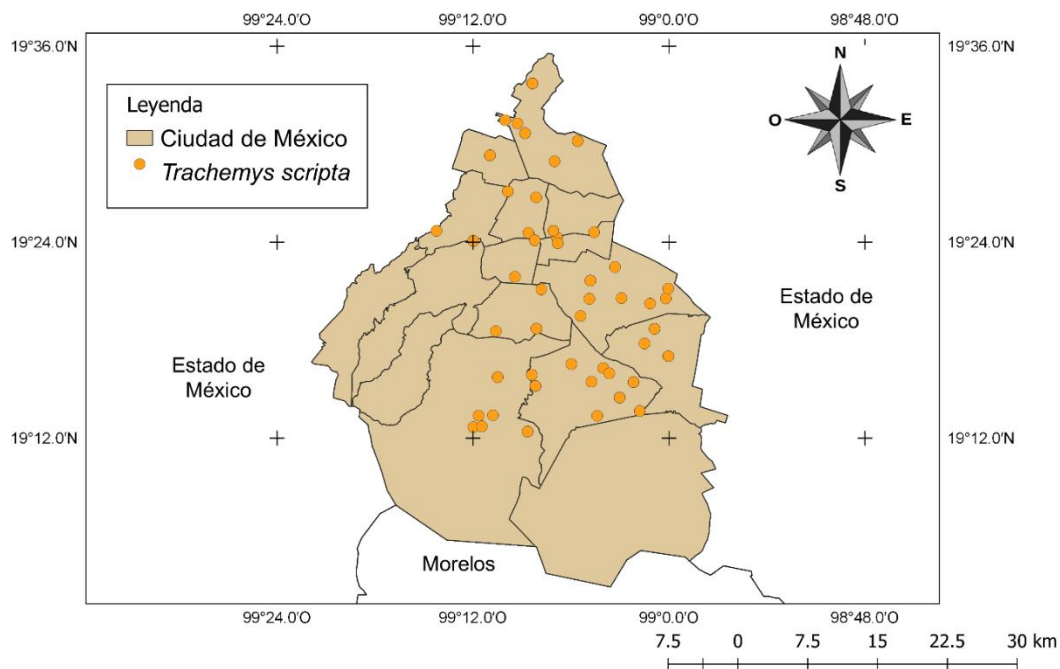 99°24.0'O 99°12.0'O 99°0.0'O 98°48.0'O
19°36.0'N 19°36.0'N
N
O E
S
Leyenda
Ciudad de México
Trachemys scripta
19°24.0'N 19°24.0'N
Estado de
México
Estado de
México
19°12.0'N 19°12.0'N
Morelos
99°24.0'O 99°12.0'O 99°0.0'O 98°48.0'O
7.5 0 7.5 15 22.5 30 km